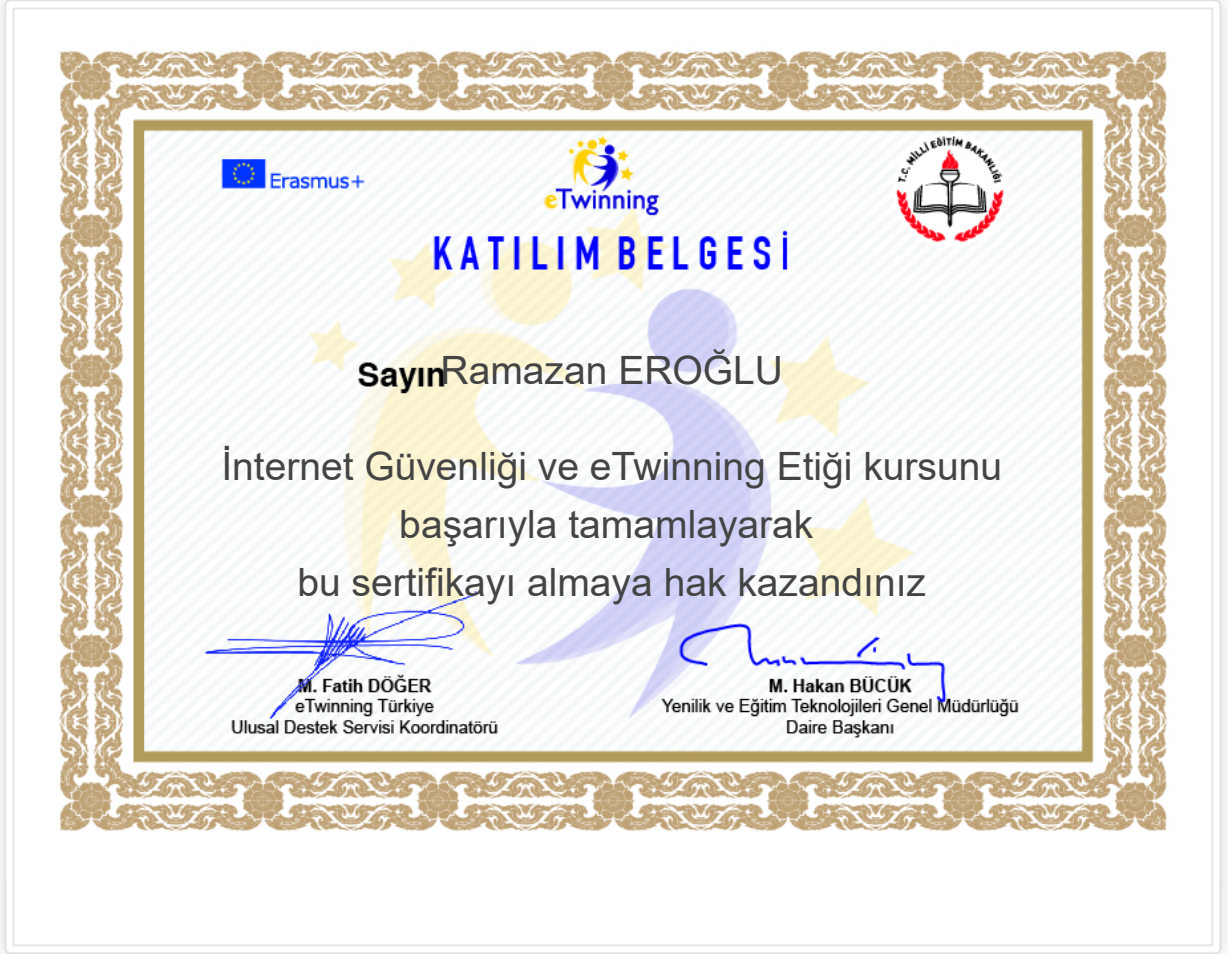 Erasmus+
eTwinning
T.C. MİLLİ EĞİTİM BAKANLIĞI
KATILIM BELGESİ
Sayın Ramazan EROĞLU
İnternet Güvenliği ve eTwinning Etiği kursunu
başarıyla tamamlayarak
bu sertifikayı almaya hak kazandınız
M. Fatih DÖĞER
eTwinning Türkiye
Ulusal Destek Servisi Koordinatörü
M. Hakan BÜCÜK
Yenilik ve Eğitim Teknolojileri Genel Müdürlüğü
Daire Başkanı